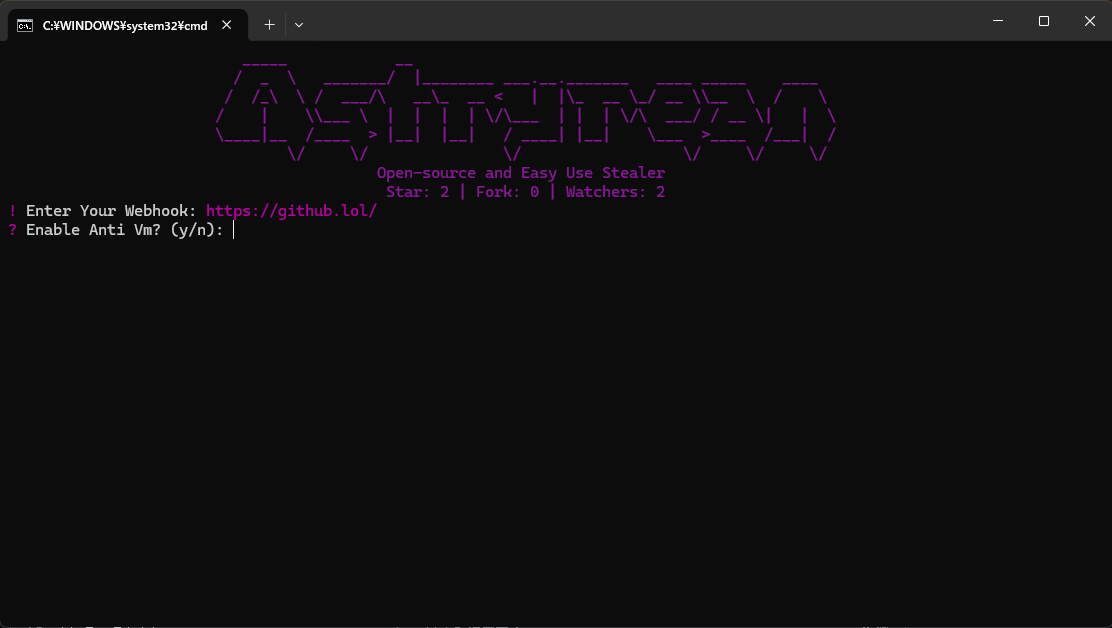 C:¥WINDOWS¥system32¥cmd
Open-source and Easy Use Stealer
Star: 2 | Fork: 0 | Watchers: 2
! Enter Your Webhook: https://github.lol/
? Enable Anti Vm? (y/n):